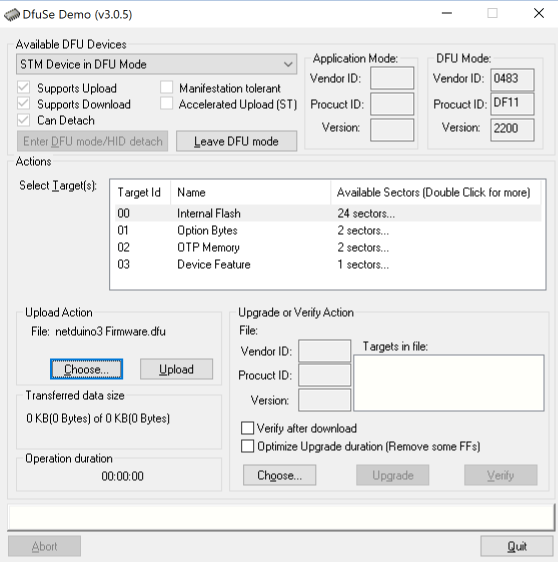 DfuSe Demo (v3.0.5)
Available DFU Devices
STM Device in DFU Mode
Supports Upload
Manifestation tolerant
Supports Download
Accelerated Upload (ST)
Can Detach
Enter DFU mode/HID detach
Leave DFU mode
Application Mode:
Vendor ID:
Procuct ID:
Version:
DFU Mode:
Vendor ID: 0483
Procuct ID: DF11
Version: 2200
Actions
Select Target(s):
Target Id Name Available Sectors (Double Click for more)
00 Internal Flash 24 sectors...
01 Option Bytes 2 sectors...
02 OTP Memory 2 sectors...
03 Device Feature 1 sectors...
Upload Action
File: netduino3 Firmware.dfu
Choose... Upload
Transferred data size
0 KB(0 Bytes) of 0 KB(0 Bytes)
Operation duration
00:00:00
Upgrade or Verify Action
File:
Vendor ID:
Procuct ID:
Version:
Targets in file:
Verify after download
Optimize Upgrade duration (Remove some FFs)
Choose... Upgrade Verify
Abort Quit